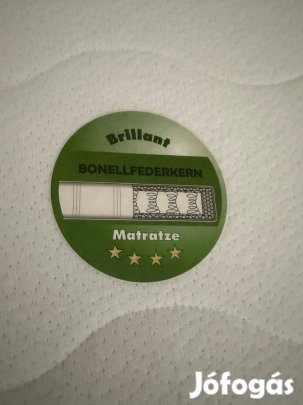 Brillant
BONELLFEDERKERN
Matratze
Jófogás